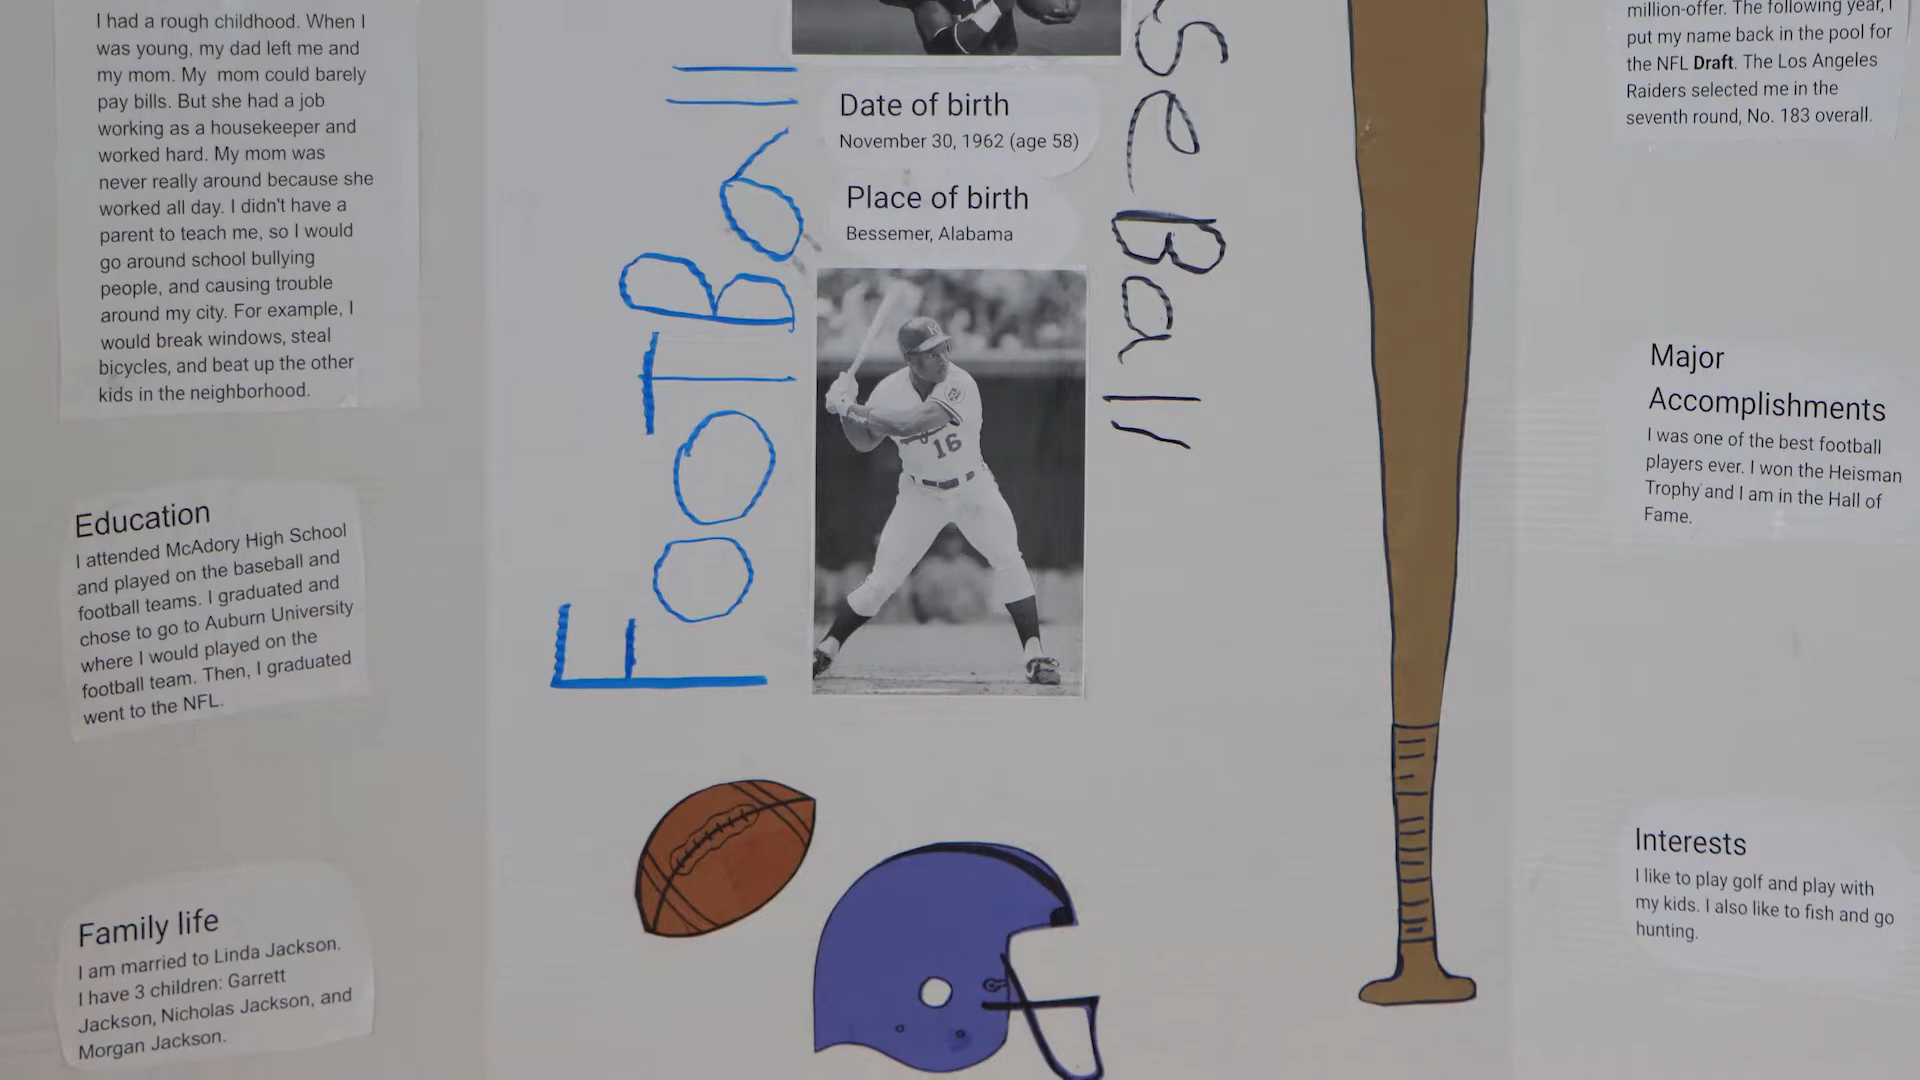 I had a rough childhood. When I
was young, my dad left me and
my mom. My mom could barely
pay bills. But she had a job
working as a housekeeper and
worked hard. My mom was
never really around because she
worked all day. I didn't have a
parent to teach me, so I would
go around school bullying
people, and causing trouble
around my city. For example, I
would break windows, steal
bicycles, and beat up the other
kids in the neighborhood.
Education
I attended McAdory High School
and played on the baseball and
football teams. I graduated and
chose to go to Auburn University
where I would played on the
football team. Then, I graduated
went to the NFL.
Family life
I am married to Linda Jackson.
I have 3 children: Garrett
Jackson, Nicholas Jackson, and
Morgan Jackson.
FooTBall
Date of birth
November 30, 1962 (age 58)
Place of birth
Bessemer, Alabama
16
seBall
million-offer. The following year, I
put my name back in the pool for
the NFL Draft. The Los Angeles
Raiders selected me in the
seventh round, No. 183 overall.
Major
Accomplishments
I was one of the best football
players ever. I won the Heisman
Trophy and I am in the Hall of
Fame.
Interests
I like to play golf and play with
my kids. I also like to fish and go
hunting.